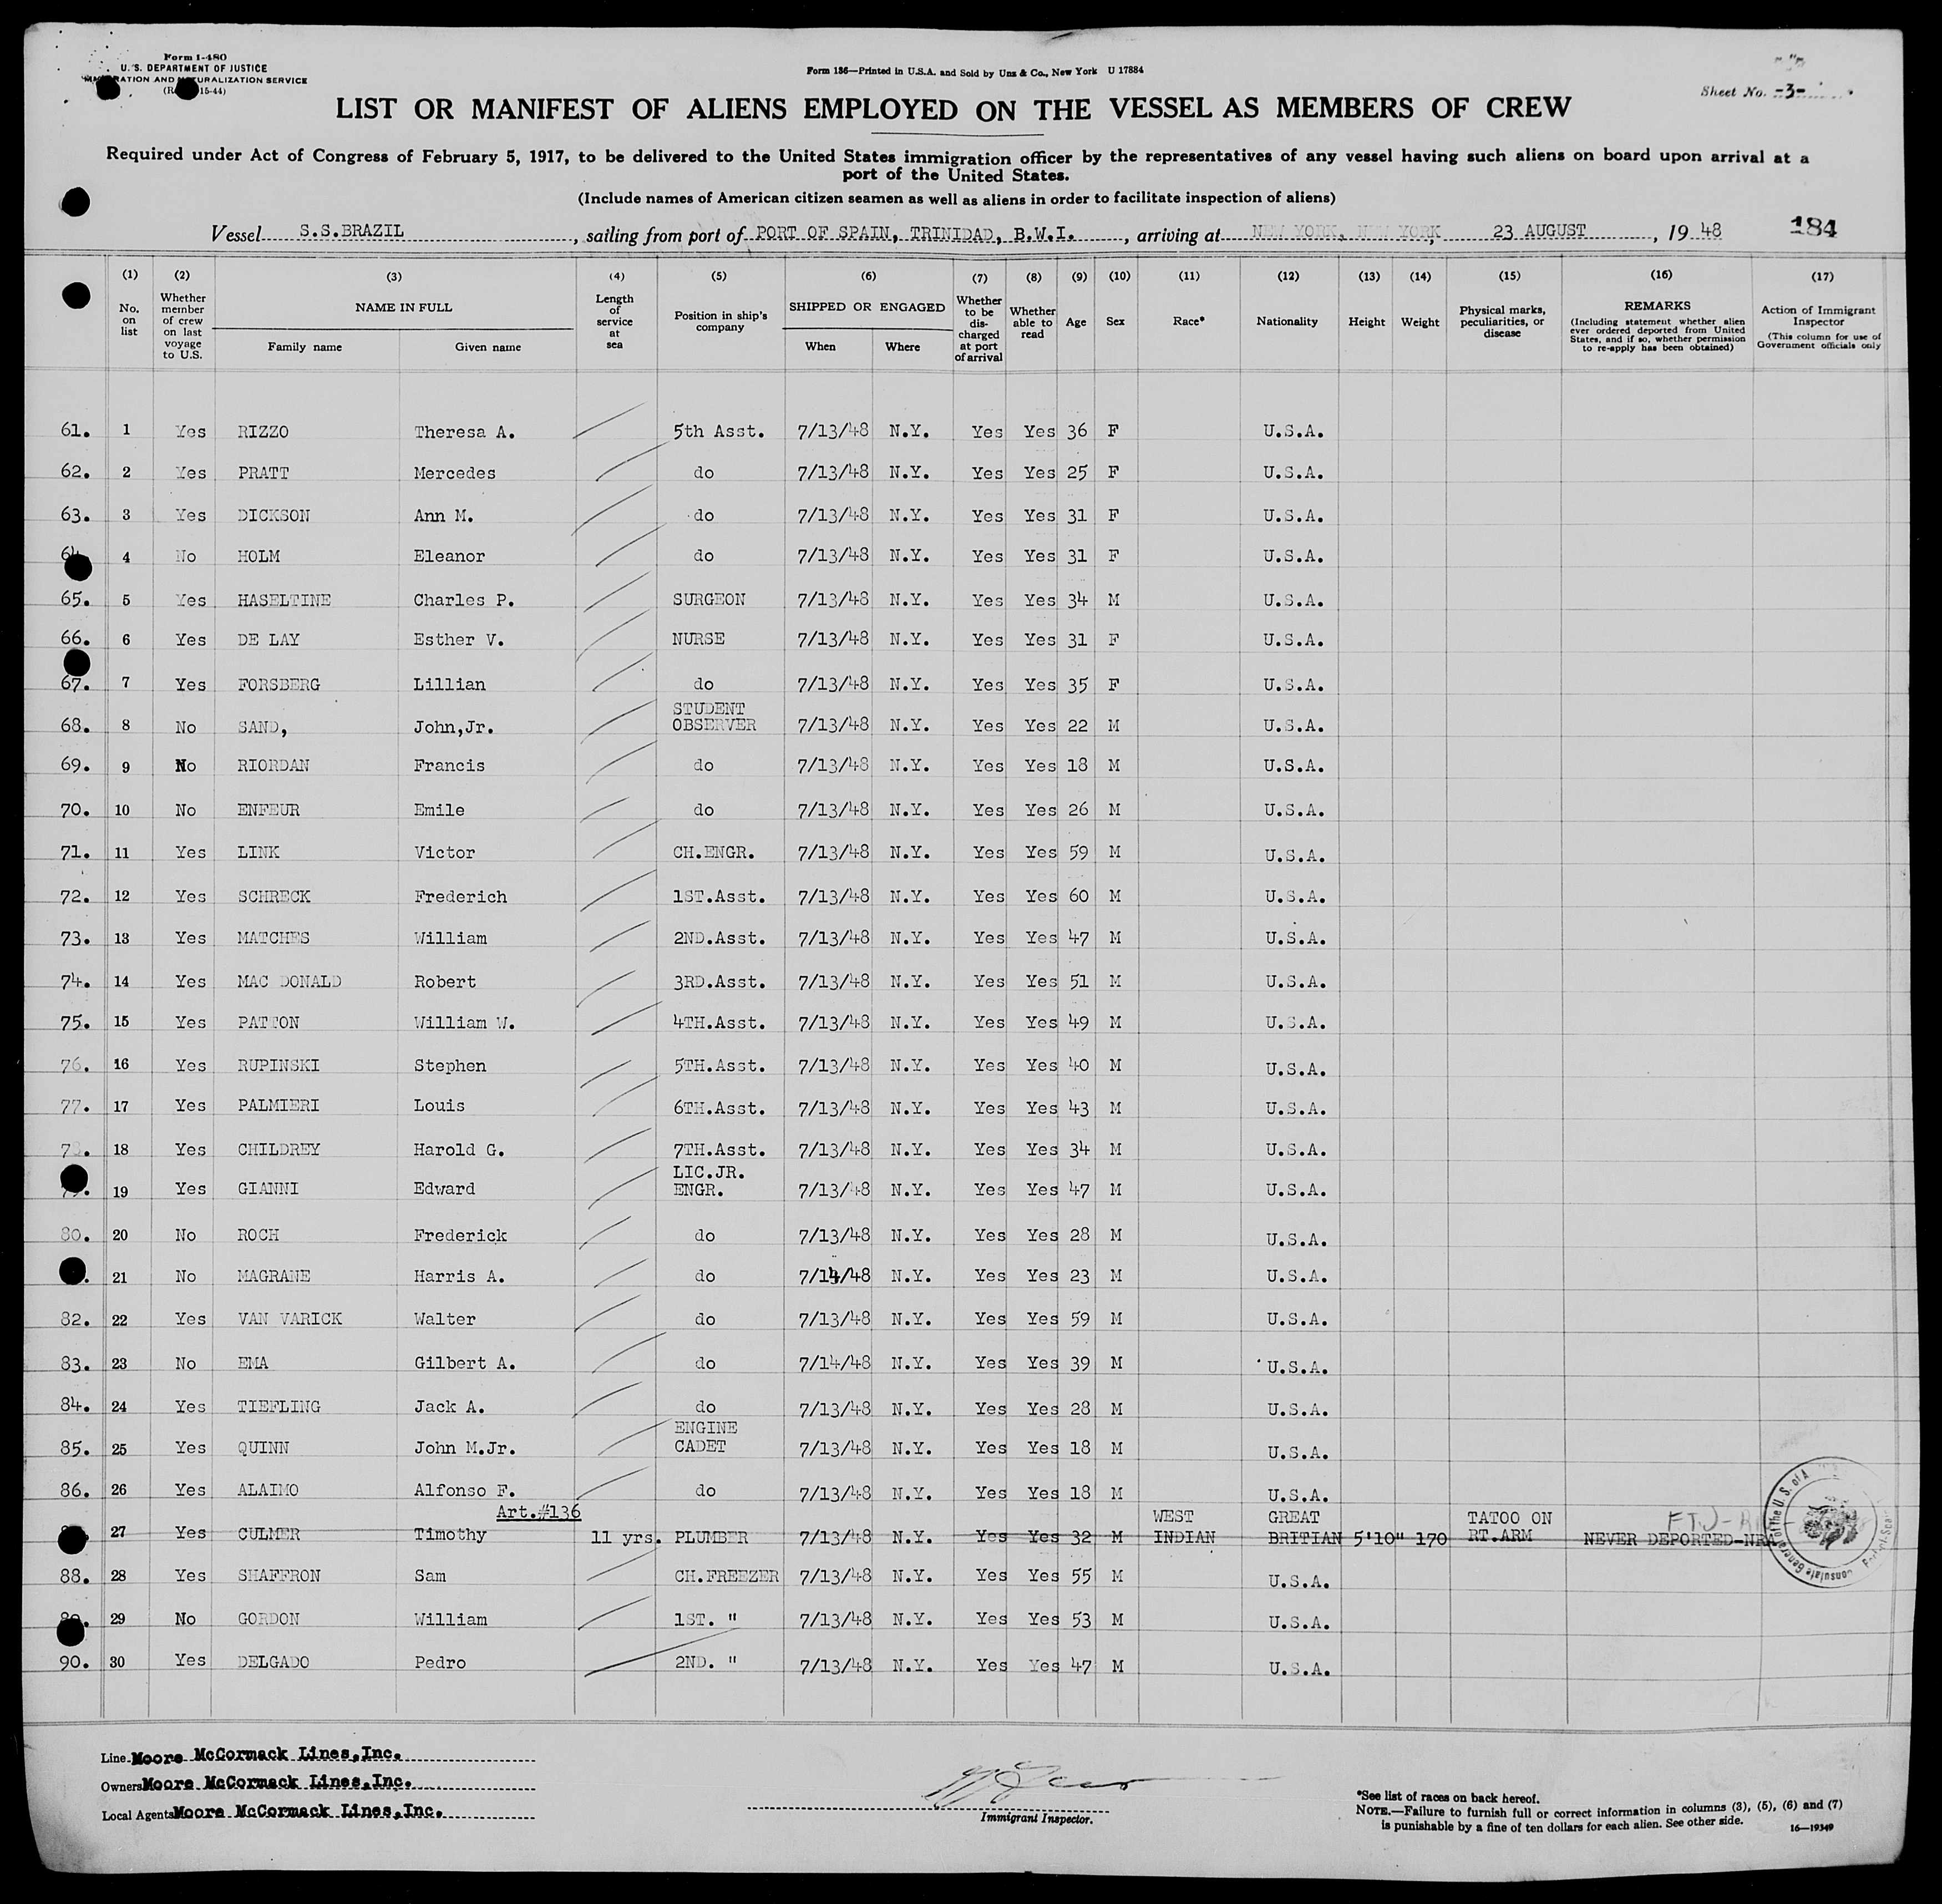 Form I-480
U. S. DEPARTMENT OF JUSTICE
IMMIGRATION AND NATURALIZATION SERVICE
15-44)
Form 136—Printed in U.S.A. and Sold by Unz & Co., New York U 17884
Sheet No. -3-
LIST OR MANIFEST OF ALIENS EMPLOYED ON THE VESSEL AS MEMBERS OF CREW
Required under Act of Congress of February 5, 1917, to be delivered to the United States immigration officer by the representatives of any vessel having such aliens on board upon arrival at a
port of the United States.
(Include names of American citizen seamen as well as aliens in order to facilitate inspection of aliens)
Vessel S.S.BRAZIL, sailing from port of PORT OF SPAIN, TRINIDAD, B.W.I., arriving at NEW YORK, NEW YORK, 23 AUGUST, 19 48 184
(1) (2) (3) (4) (5) (6) (7) (8) (9) (10) (11) (12) (13) (14) (15) (16) (17)
No. on list
Whether member of crew on last voyage to U.S.
NAME IN FULL
Family name Given name
Length of service at sea
Position in ship's company
SHIPPED OR ENGAGED
When Where
Whether to be discharged at port of arrival
Whether able to read
Age
Sex
Race*
Nationality
Height
Weight
Physical marks, peculiarities, or disease
REMARKS
(Including statement whether alien ever ordered deported from United States, and if so, whether permission to re-apply has been obtained)
Action of Immigrant Inspector
(This column for use of Government officials only
61. 1 Yes RIZZO Theresa A. 5th Asst. 7/13/48 N.Y. Yes Yes 36 F U.S.A.
62. 2 Yes PRATT Mercedes do 7/13/48 N.Y. Yes Yes 25 F U.S.A.
63. 3 Yes DICKSON Ann M. do 7/13/48 N.Y. Yes Yes 31 F U.S.A.
64 4 No HOLM Eleanor do 7/13/48 N.Y. Yes Yes 31 F U.S.A.
65. 5 Yes HASELTINE Charles P. SURGEON 7/13/48 N.Y. Yes Yes 34 M U.S.A.
66. 6 Yes DE LAY Esther V. NURSE 7/13/48 N.Y. Yes Yes 31 F U.S.A.
67. 7 Yes FORSBERG Lillian do 7/13/48 N.Y. Yes Yes 35 F U.S.A.
68. 8 No SAND, John,Jr. STUDENT OBSERVER 7/13/48 N.Y. Yes Yes 22 M U.S.A.
69. 9 No RIORDAN Francis do 7/13/48 N.Y. Yes Yes 18 M U.S.A.
70. 10 No ENFEUR Emile do 7/13/48 N.Y. Yes Yes 26 M U.S.A.
71. 11 Yes LINK Victor CH.ENGR. 7/13/48 N.Y. Yes Yes 59 M U.S.A.
72. 12 Yes SCHRECK Frederich 1ST.Asst. 7/13/48 N.Y. Yes Yes 60 M U.S.A.
73. 13 Yes MATCHES William 2ND.Asst. 7/13/48 N.Y. Yes Yes 47 M U.S.A.
74. 14 Yes MAC DONALD Robert 3RD.Asst. 7/13/48 N.Y. Yes Yes 51 M U.S.A.
75. 15 Yes PATTON William W. 4TH.Asst. 7/13/48 N.Y. Yes Yes 49 M U.S.A.
76. 16 Yes RUPINSKI Stephen 5TH.Asst. 7/13/48 N.Y. Yes Yes 40 M U.S.A.
77. 17 Yes PALMIERI Louis 6TH.Asst. 7/13/48 N.Y. Yes Yes 43 M U.S.A.
78. 18 Yes CHILDREY Harold G. 7TH.Asst. 7/13/48 N.Y. Yes Yes 34 M U.S.A.
19 Yes GIANNI Edward LIC.JR. ENGR. 7/13/48 N.Y. Yes Yes 47 M U.S.A.
80. 20 No ROCH Frederick do 7/13/48 N.Y. Yes Yes 28 M U.S.A.
21 No MAGRANE Harris A. do 7/14/48 N.Y. Yes Yes 23 M U.S.A.
82. 22 Yes VAN VARICK Walter do 7/13/48 N.Y. Yes Yes 59 M U.S.A.
83. 23 No EMA Gilbert A. do 7/14/48 N.Y. Yes Yes 39 M U.S.A.
84. 24 Yes TIEFLING Jack A. do 7/13/48 N.Y. Yes Yes 28 M U.S.A.
85. 25 Yes QUINN John M.Jr. ENGINE CADET 7/13/48 N.Y. Yes Yes 18 M U.S.A.
86. 26 Yes ALAIMO Alfonso F. do 7/13/48 N.Y. Yes Yes 18 M U.S.A.
Art.#136
27 Yes CULMER Timothy 11 yrs. PLUMBER 7/13/48 N.Y. Yes Yes 32 M WEST INDIAN GREAT BRITIAN 5'10" 170 TATOO ON RT.ARM NEVER DEPORTED-NRA
Consulate General of the U.S. of A
88. 28 Yes SHAFFRON Sam CH.FREEZER 7/13/48 N.Y. Yes Yes 55 M U.S.A.
29 No GORDON William 1ST. " 7/13/48 N.Y. Yes Yes 53 M U.S.A.
90. 30 Yes DELGADO Pedro 2ND. " 7/13/48 N.Y. Yes Yes 47 M U.S.A.
Line Moore McCormack Lines,Inc.
Owners Moore McCormack Lines,Inc.
Local Agents Moore McCormack Lines,Inc.
Immigrant Inspector.
*See list of races on back hereof.
NOTE.—Failure to furnish full or correct information in columns (3), (5), (6) and (7)
is punishable by a fine of ten dollars for each alien. See other side.
16—19349